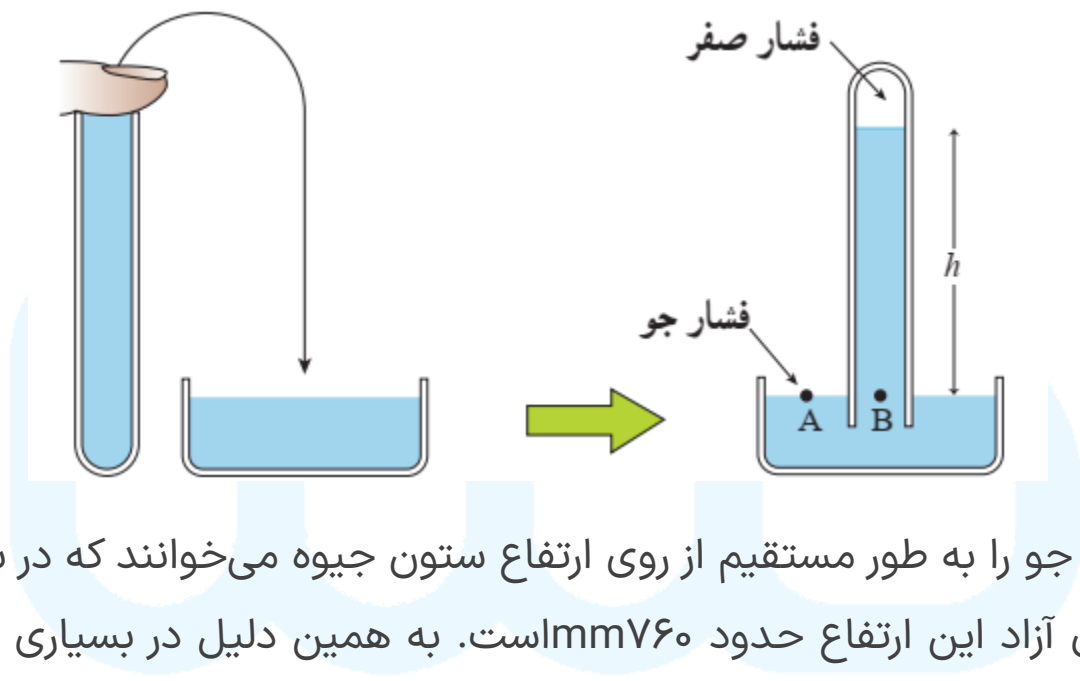 فشار صفر
h
فشار جو
A B
جو را به طور مستقیم از روی ارتفاع ستون جیوه می‌خوانند که در
آزاد این ارتفاع حدود ۷۶۰mmاست. به همین دلیل در بسیاری